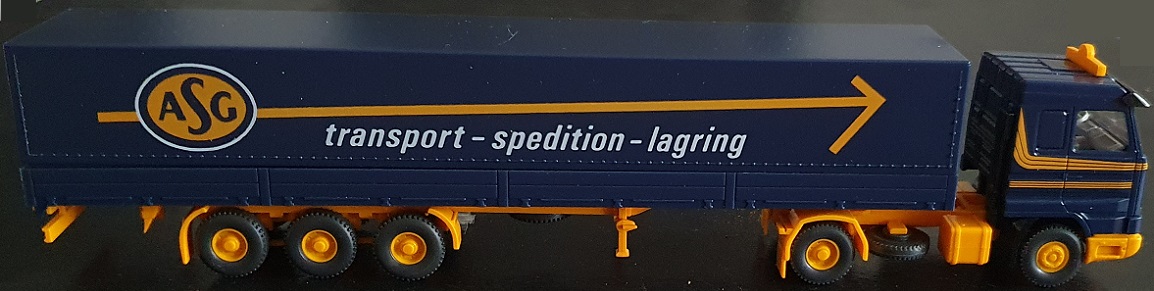 ASG
transport - spedition - lagring